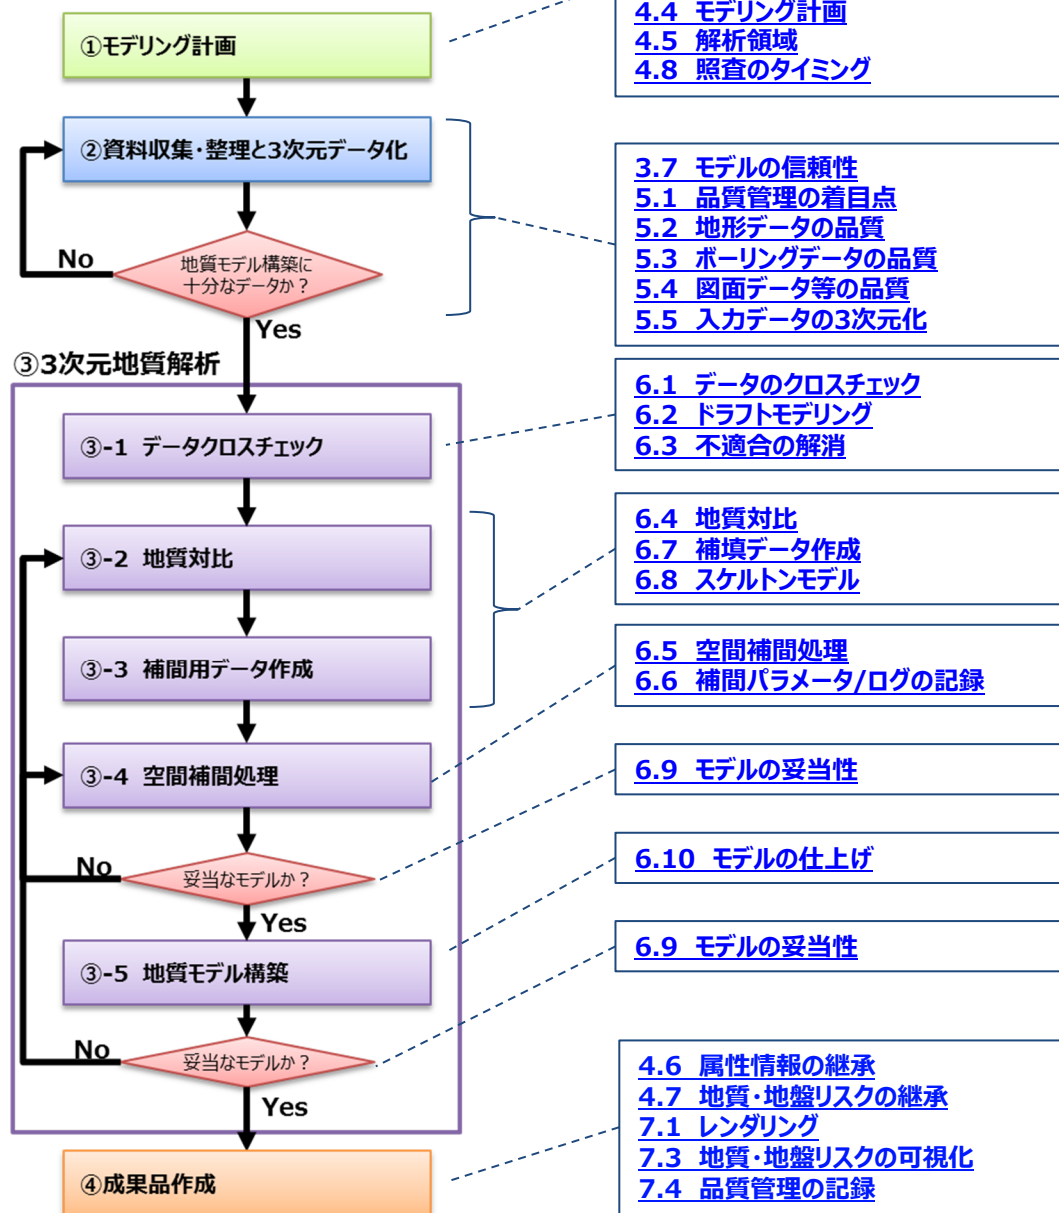 ①モデリング計画
4.4 モデリング計画
4.5 解析領域
4.8 照査のタイミング
②資料収集・整理と3次元データ化
No
地質モデル構築に
十分なデータか？
Yes
3.7 モデルの信頼性
5.1 品質管理の着目点
5.2 地形データの品質
5.3 ボーリングデータの品質
5.4 図面データ等の品質
5.5 入力データの3次元化
③3次元地質解析
③-1 データクロスチェック
6.1 データのクロスチェック
6.2 ドラフトモデリング
6.3 不適合の解消
③-2 地質対比
③-3 補間用データ作成
6.4 地質対比
6.7 補填データ作成
6.8 スケルトンモデル
③-4 空間補間処理
6.5 空間補間処理
6.6 補間パラメータ/ログの記録
No
妥当なモデルか？
Yes
6.9 モデルの妥当性
③-5 地質モデル構築
6.10 モデルの仕上げ
No
妥当なモデルか？
Yes
6.9 モデルの妥当性
④成果品作成
4.6 属性情報の継承
4.7 地質・地盤リスクの継承
7.1 レンダリング
7.3 地質・地盤リスクの可視化
7.4 品質管理の記録